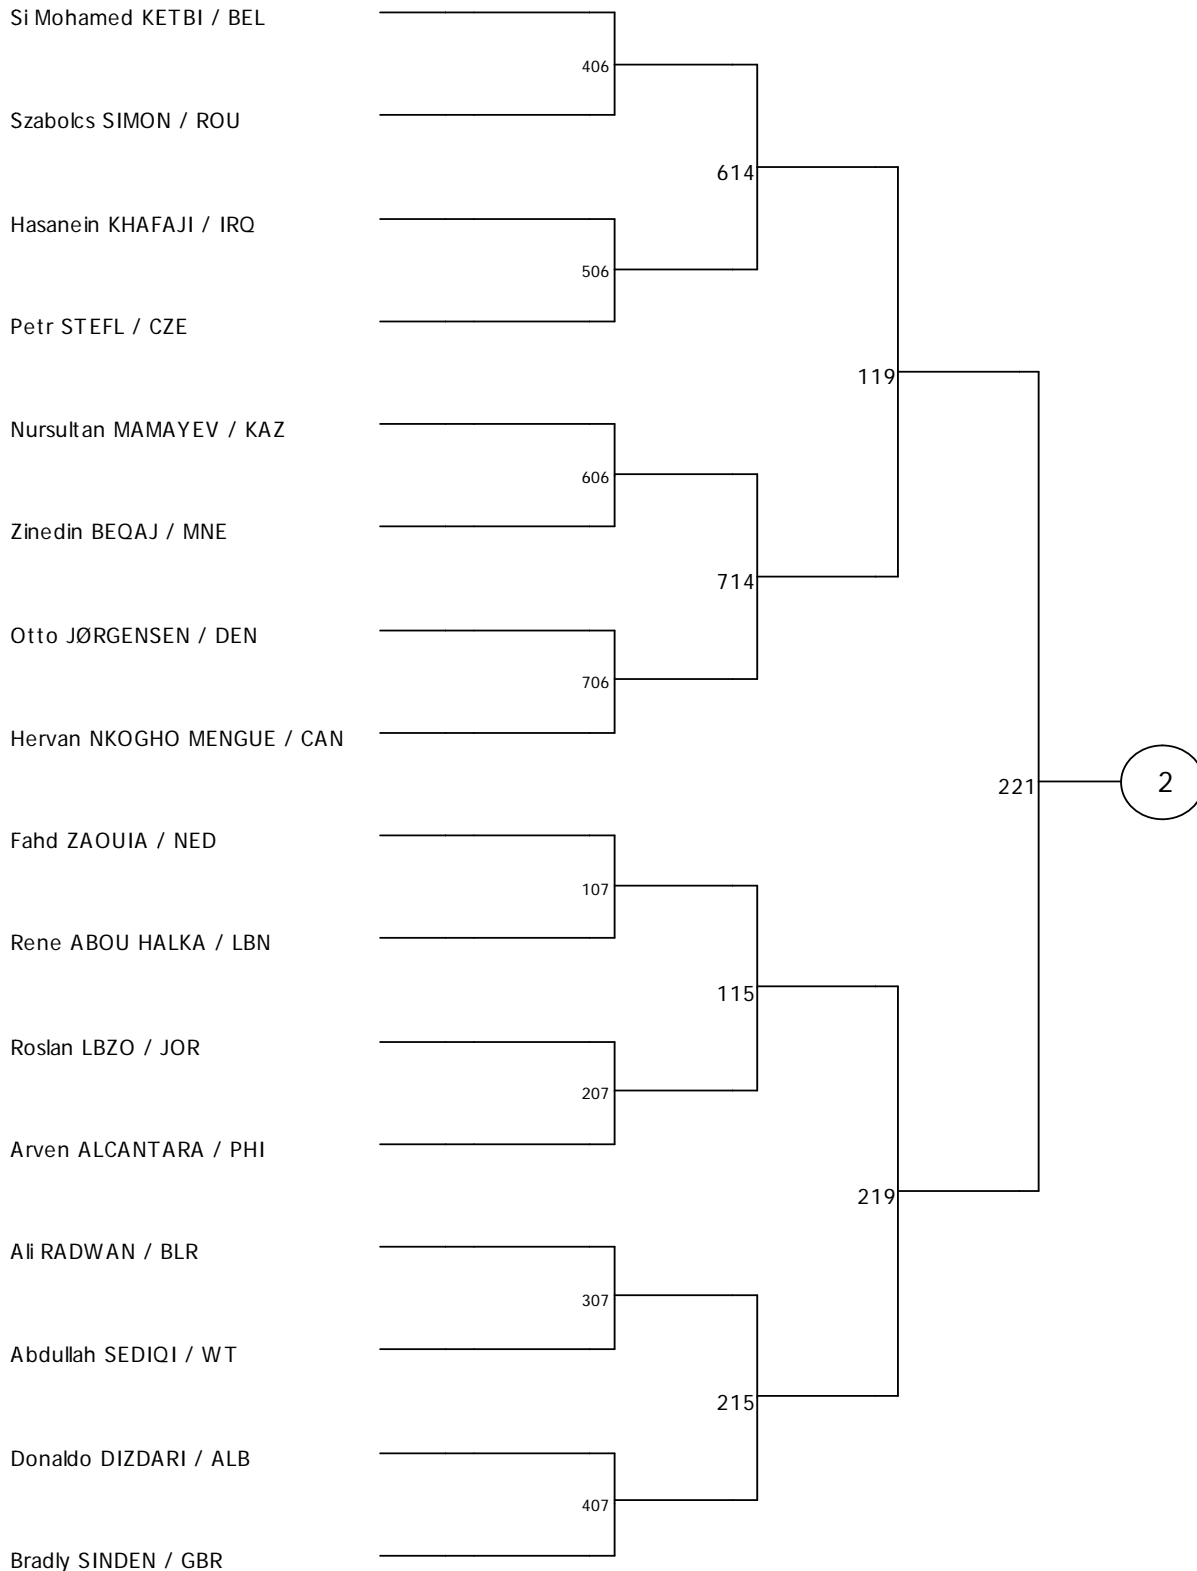 Si Mohamed KETBI / BEL
406
Szabolcs SIMON / ROU
614
Hasanein KHAFAJI / IRQ
506
Petr STEFL / CZE
119
Nursultan MAMAYEV / KAZ
606
Zinedin BEQAJ / MNE
714
Otto JØRGENSEN / DEN
706
Hervan NKOGHO MENGUE / CAN
221
2
Fahd ZAOUIA / NED
107
Rene ABOU HALKA / LBN
115
Roslan LBZO / JOR
207
Arven ALCANTARA / PHI
219
Ali RADWAN / BLR
307
Abdullah SEDIQI / WT
215
Donaldo DIZDARI / ALB
407
Bradly SINDEN / GBR